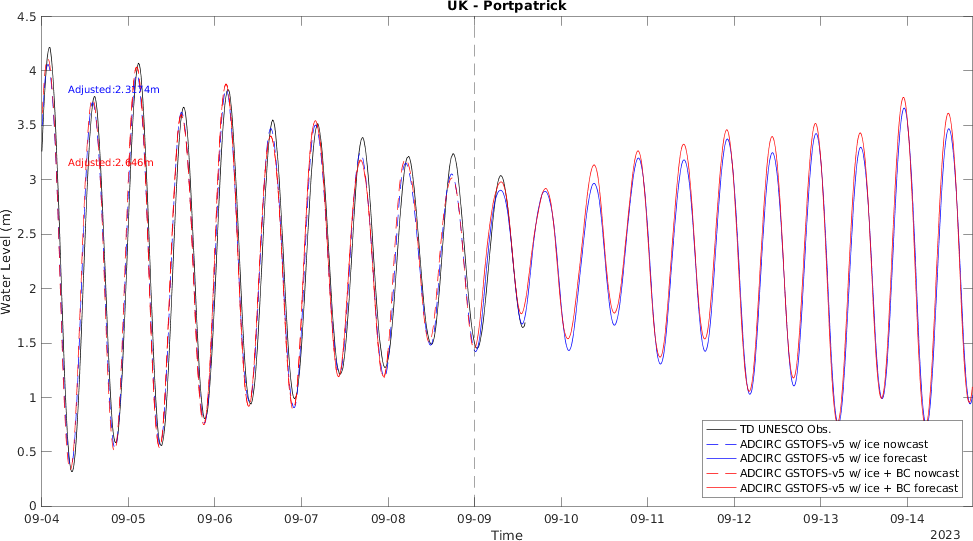 UK - Portpatrick
4.5
4
3.5
3
2.5
2
1.5
1
0.5
0
Water Level (m)
Adjusted:2.3174m
Adjusted:2.646m
TD UNESCO Obs.
ADCIRC GSTOFS-v5 w/ ice nowcast
ADCIRC GSTOFS-v5 w/ ice forecast
ADCIRC GSTOFS-v5 w/ ice + BC nowcast
ADCIRC GSTOFS-v5 w/ ice + BC forecast
09-04 09-05 09-06 09-07 09-08 09-09 09-10 09-11 09-12 09-13 09-14
Time
2023